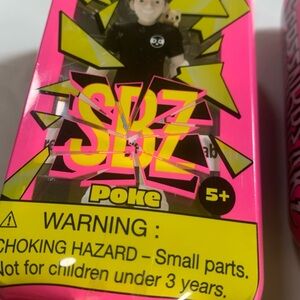 SBZ
Poke
5+
WARNING :
CHOKING HAZARD – Small parts.
Not for children under 3 years.